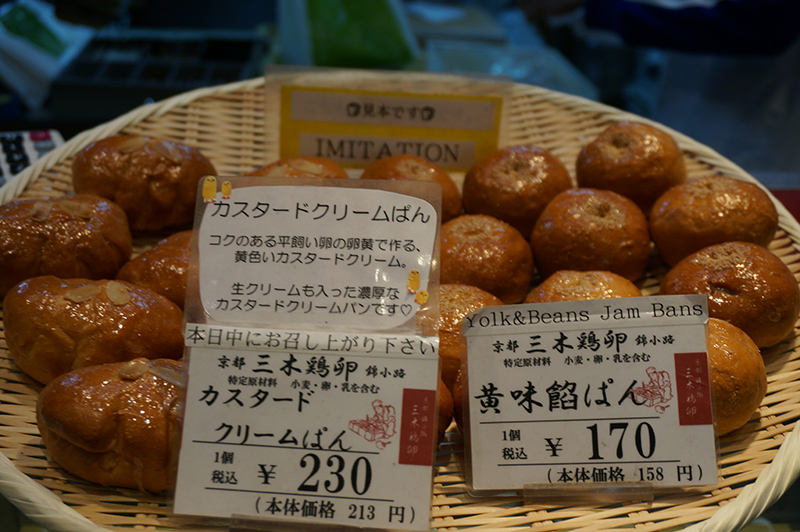 見本です
IMITATION
カスタードクリームぱん
コクのある平飼い卵の卵黄で作る、
黄色いカスタードクリーム。
生クリームも入った濃厚な
カスタードクリームパンです♡
本日中にお召し上がり下さい
京都 三木鶏卵 錦小路
特定原材料 小麦・卵・乳を含む
カスタード
クリームぱん
三木鶏卵
1個
税込 ¥ 230
(本体価格 213 円)
Yolk&Beans Jam Bans
京都 三木鶏卵 錦小路
特定原材料 小麦・卵・乳を含む
黄味餡ぱん
三木鶏卵
1個
税込 ¥ 170
(本体価格 158 円)